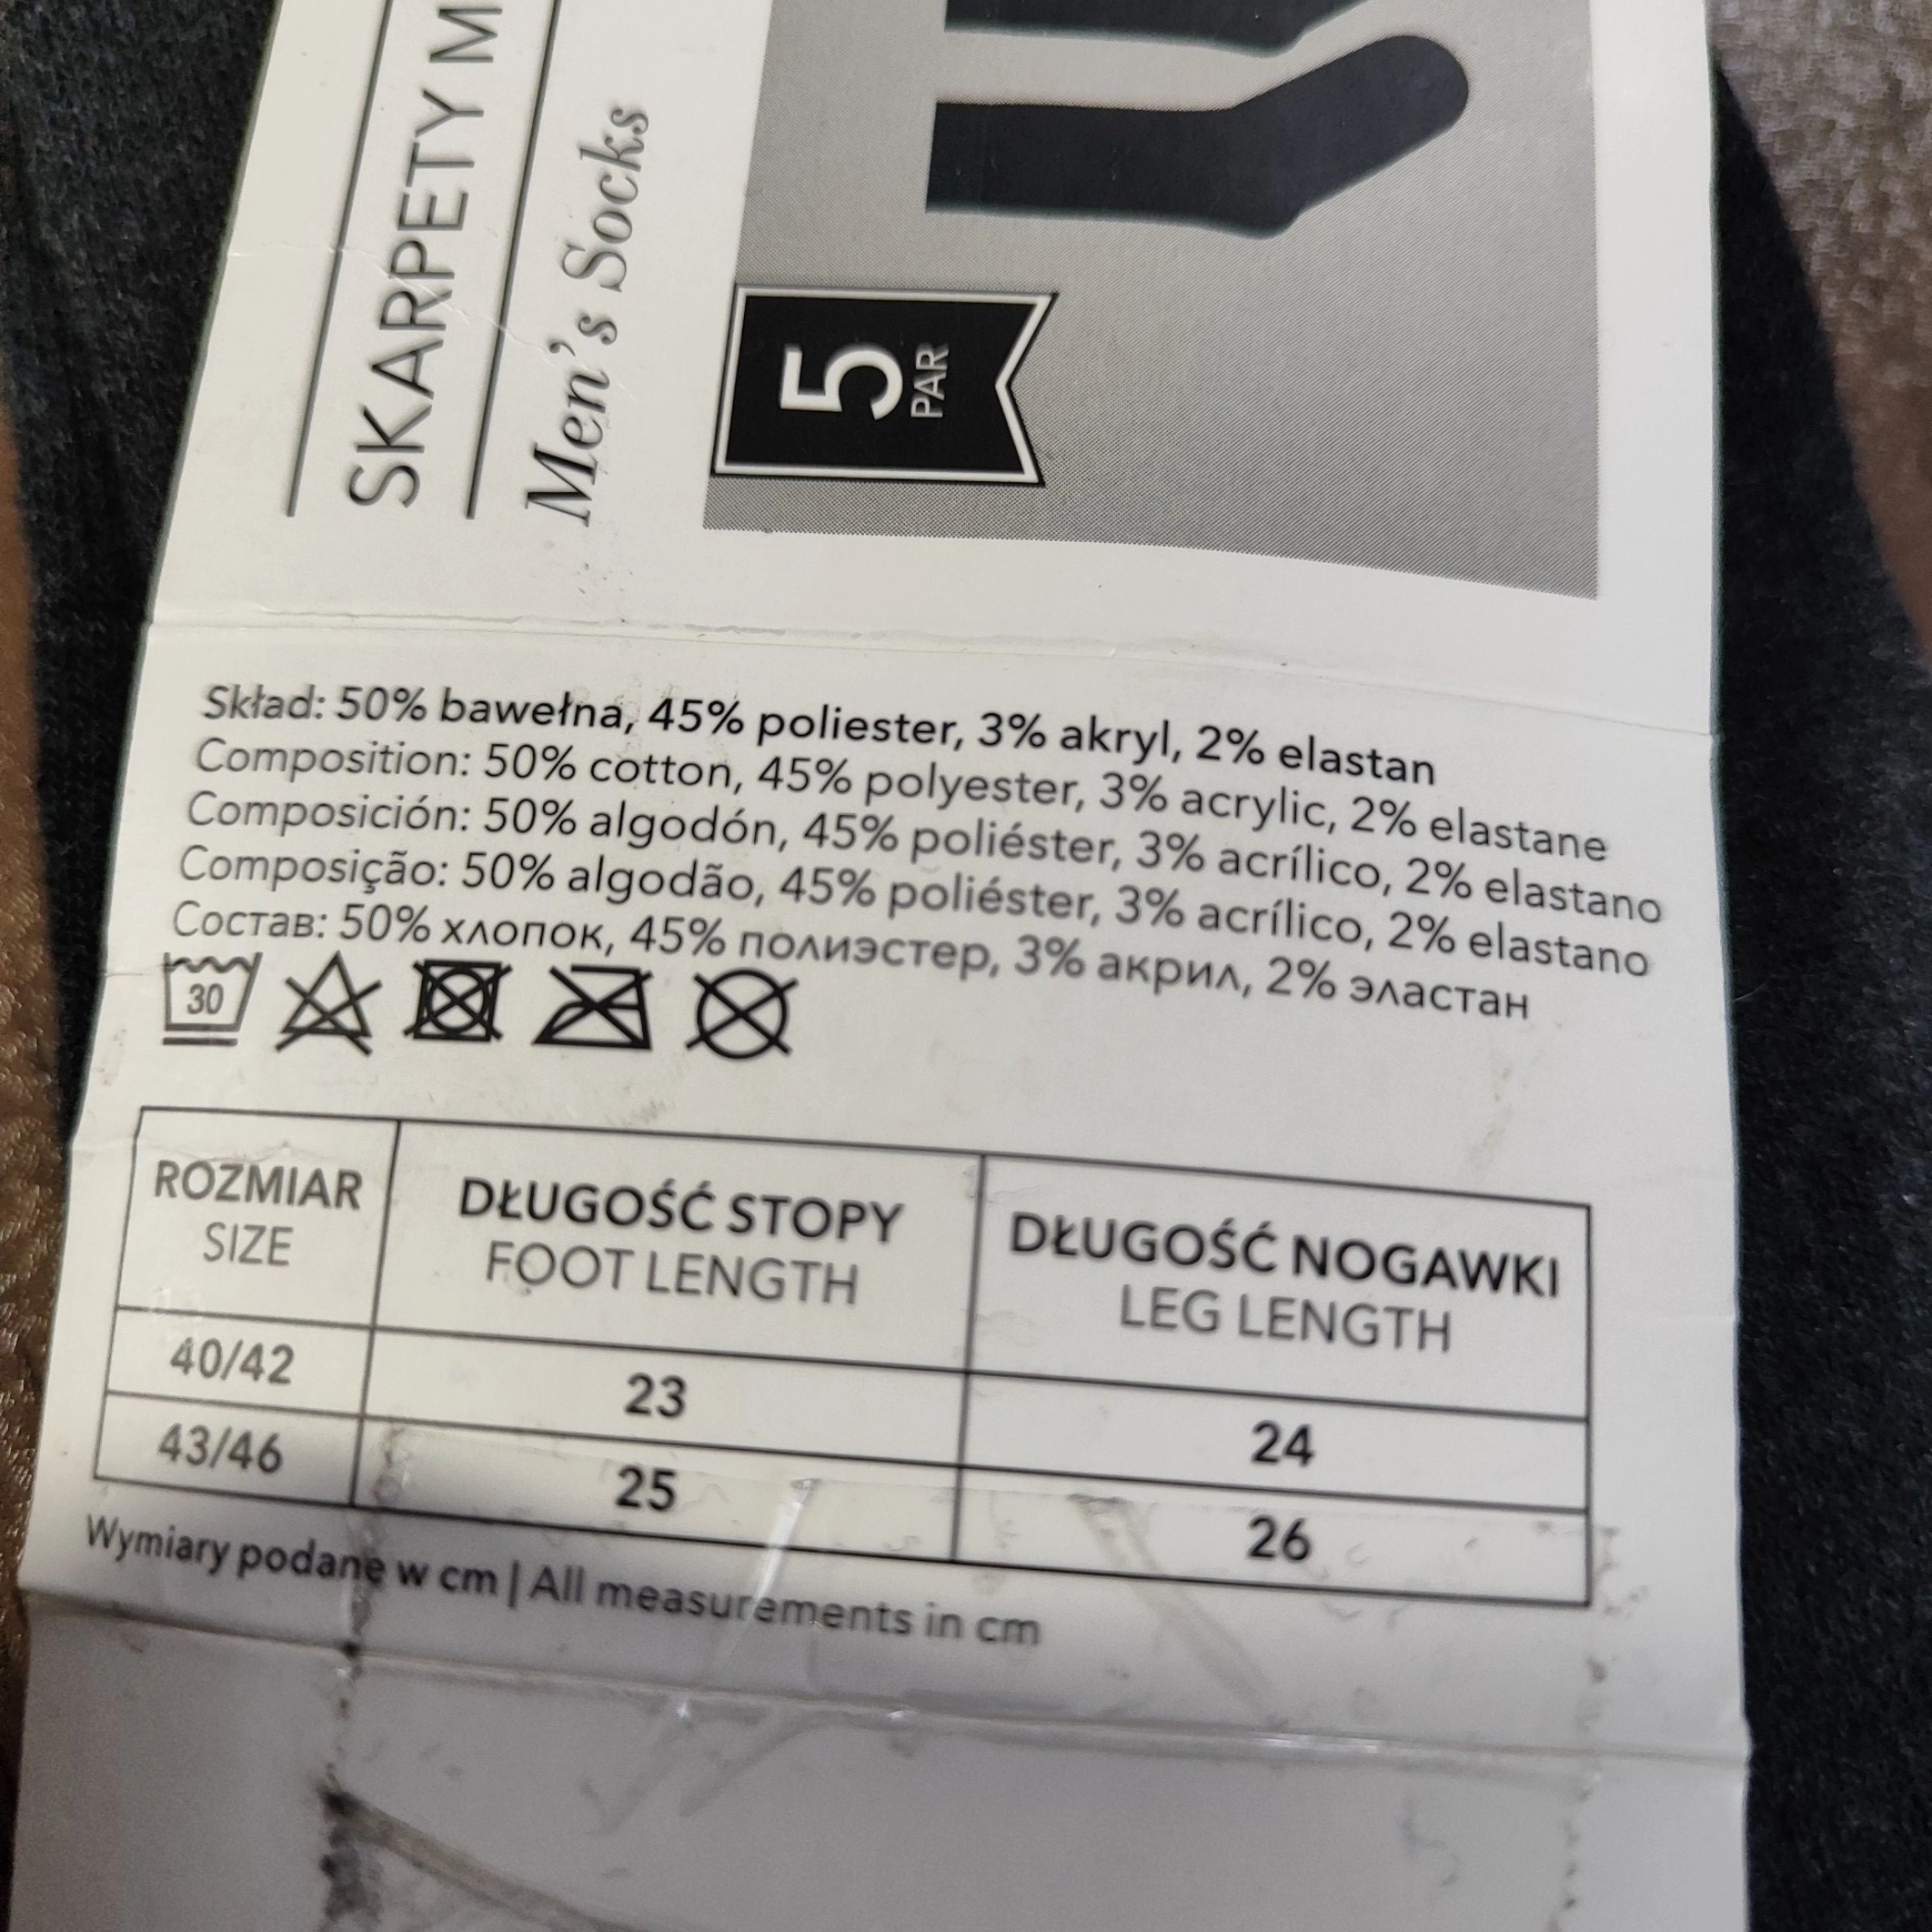 SKARPETY M
Men's Socks
5
PAR
Skład: 50% bawełna, 45% poliester, 3% akryl, 2% elastan
Composition: 50% cotton, 45% polyester, 3% acrylic, 2% elastane
Composición: 50% algodón, 45% poliéster, 3% acrílico, 2% elastano
Composição: 50% algodão, 45% poliéster, 3% acrílico, 2% elastano
Состав: 50% хлопок, 45% полиэстер, 3% акрил, 2% эластан
30
ROZMIAR DŁUGOŚĆ STOPY DŁUGOŚĆ NOGAWKI
SIZE FOOT LENGTH LEG LENGTH
40/42 23 24
43/46 25 26
Wymiary podane w cm | All measurements in cm